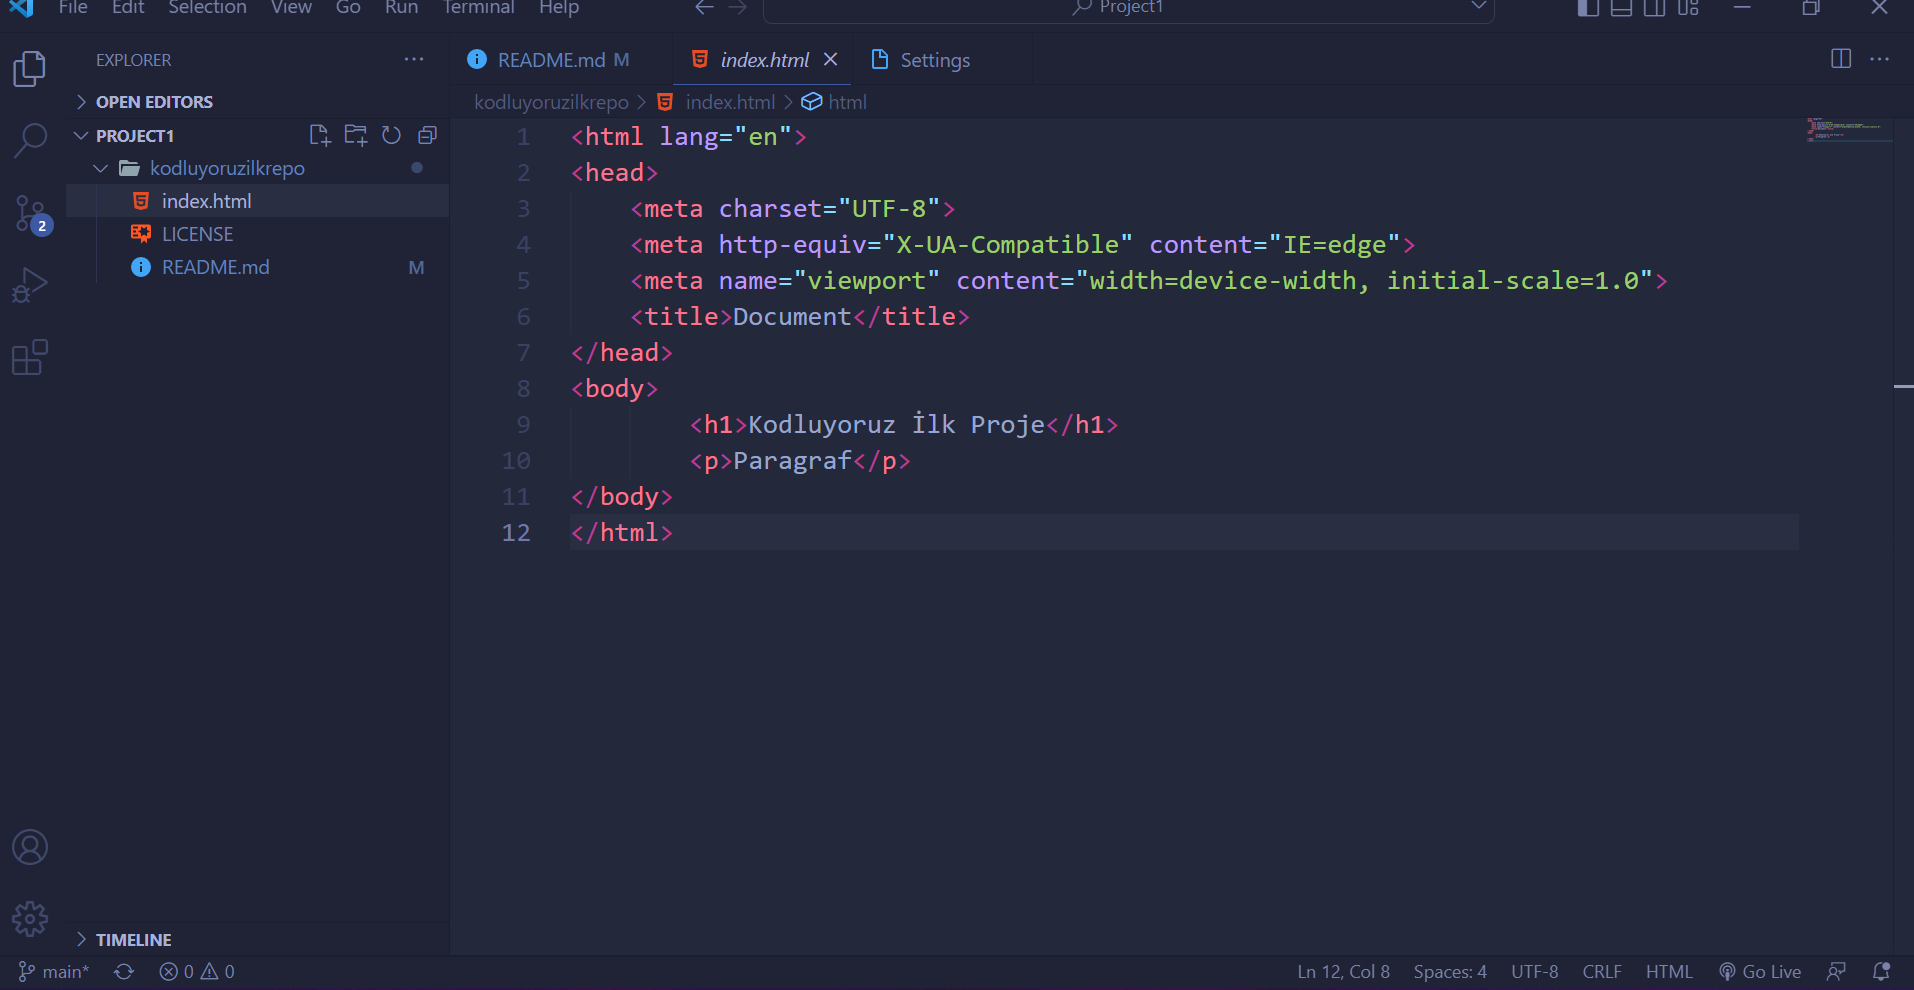 File Edit Selection View Go Run Terminal Help Project1
EXPLORER
OPEN EDITORS
PROJECT1
kodluyoruzilkrepo
index.html
LICENSE
README.md M
TIMELINE
2
README.md M index.html Settings
kodluyoruzilkrepo > index.html > html
1 <html lang="en">
2 <head>
3     <meta charset="UTF-8">
4     <meta http-equiv="X-UA-Compatible" content="IE=edge">
5     <meta name="viewport" content="width=device-width, initial-scale=1.0">
6     <title>Document</title>
7 </head>
8 <body>
9         <h1>Kodluyoruz İlk Proje</h1>
10         <p>Paragraf</p>
11 </body>
12 </html>
main* 0 0 Ln 12, Col 8 Spaces: 4 UTF-8 CRLF HTML Go Live